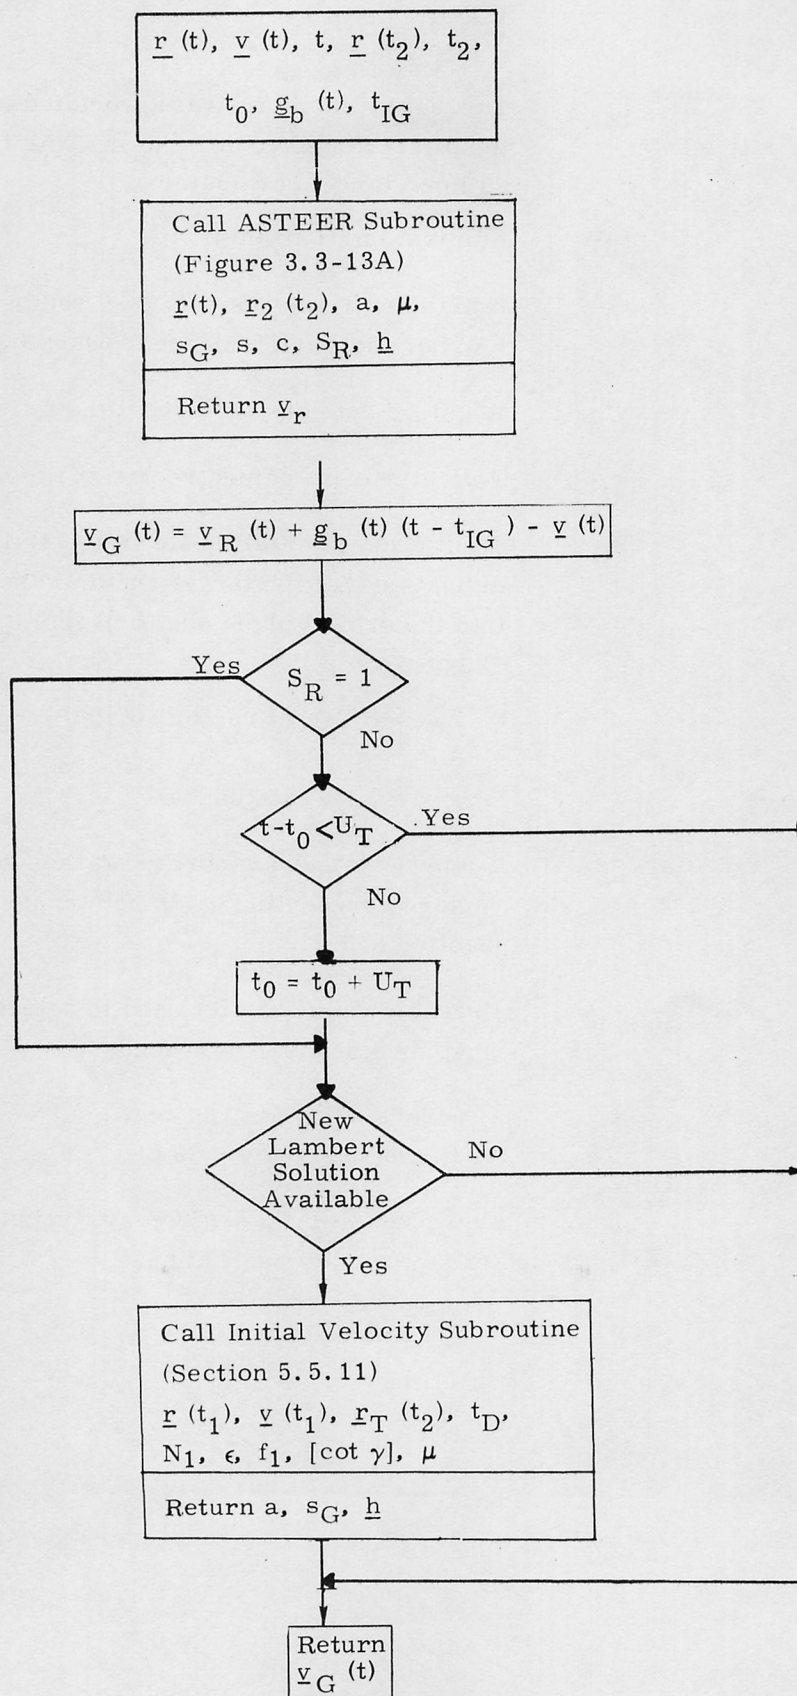 r (t), v (t), t, r (t2), t2,
t0, gb (t), tIG
Call ASTEER Subroutine
(Figure 3.3-13A)
r(t), r2 (t2), a, μ,
sG, s, c, SR, h
Return vr
vG (t) = vR (t) + gb (t) (t - tIG) - v (t)
Yes
SR = 1
No
t-t0 <UT
Yes
No
t0 = t0 + UT
New
Lambert
Solution
Available
No
Yes
Call Initial Velocity Subroutine
(Section 5.5.11)
r (t1), v (t1), rT (t2), tD,
N1, ϵ, f1, [cot γ], μ
Return a, sG, h
Return
vG (t)